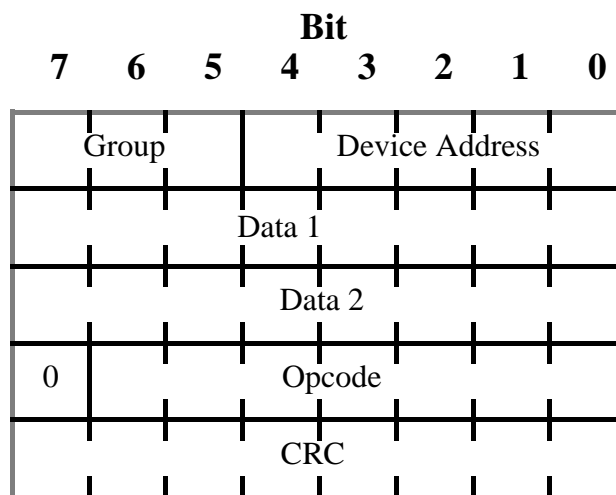 Bit
7 6 5 4 3 2 1 0
Group Device Address
Data 1
Data 2
0 Opcode
CRC